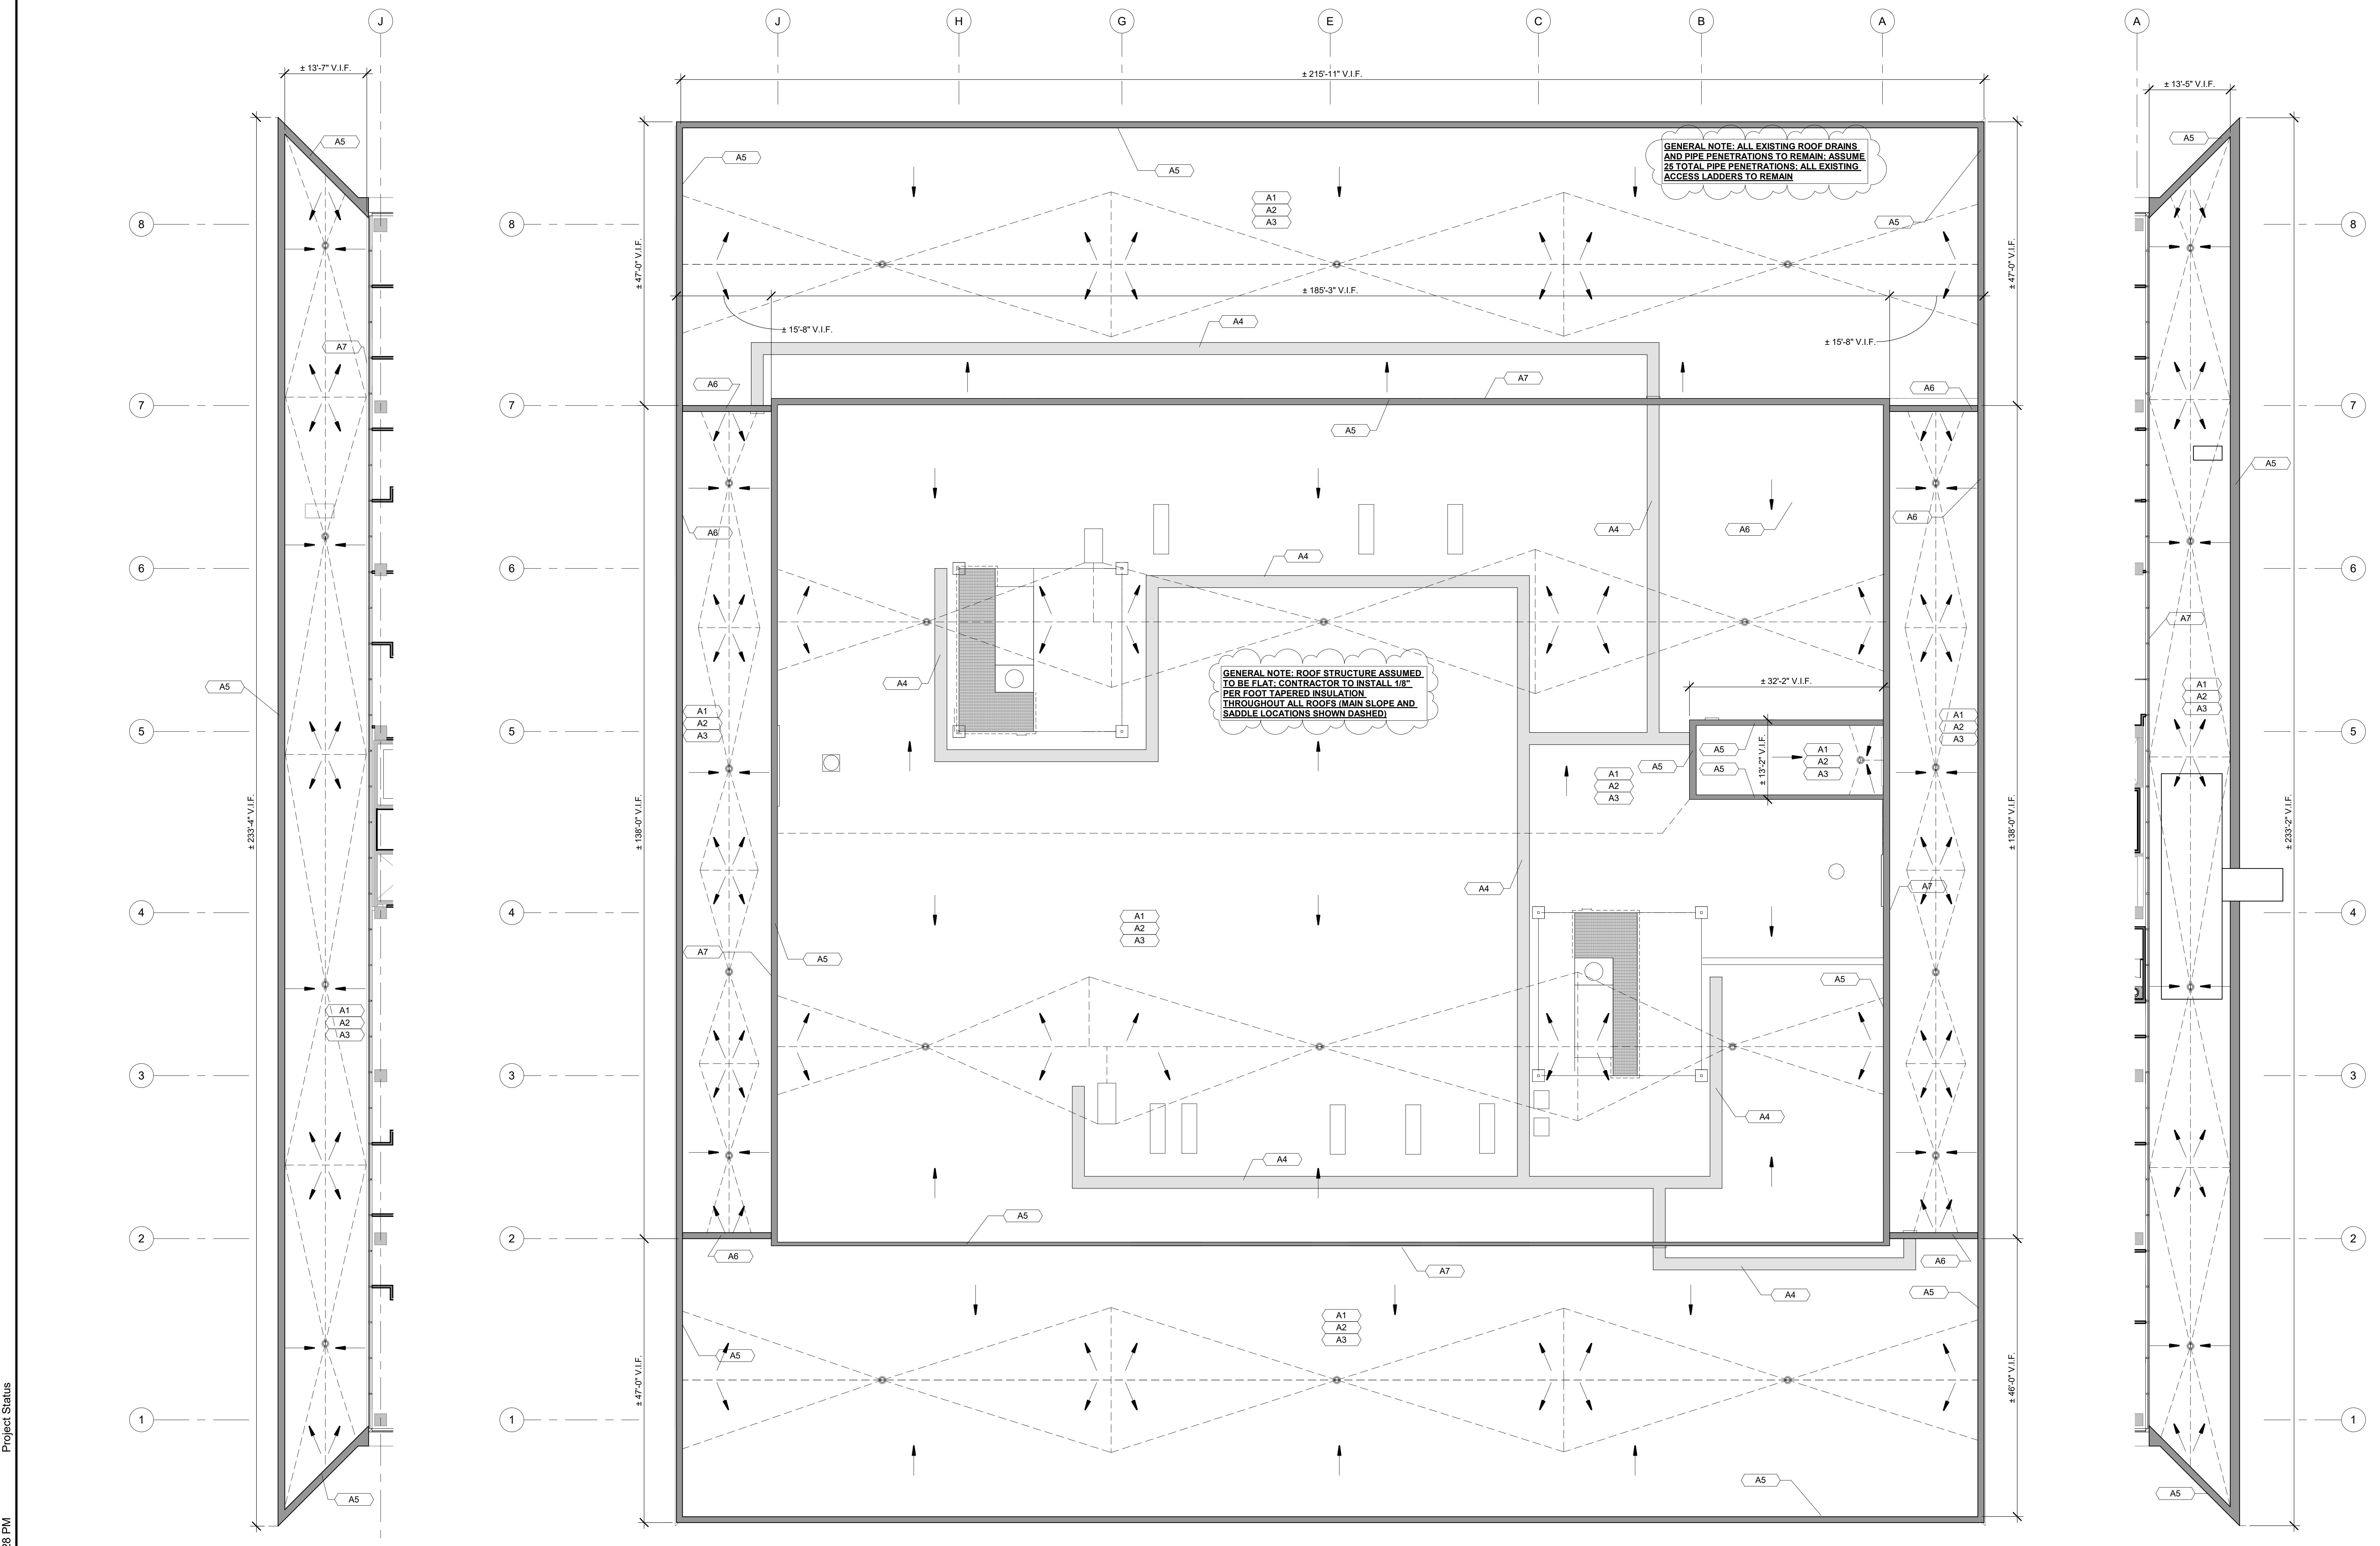 J
J
H
G
E
C
B
A
A
± 13'-7" V.I.F.
± 215'-11" V.I.F.
± 13'-5" V.I.F.
A5
A5
A5
GENERAL NOTE: ALL EXISTING ROOF DRAINS
AND PIPE PENETRATIONS TO REMAIN; ASSUME
25 TOTAL PIPE PENETRATIONS; ALL EXISTING
ACCESS LADDERS TO REMAIN
A5
A1
A2
A3
A5
8
8
8
± 47'-0" V.I.F.
± 47'-0" V.I.F.
± 185'-3" V.I.F.
± 15'-8" V.I.F.
A4
± 15'-8" V.I.F.
A7
A6
A7
A6
7
7
7
A5
A5
A6
A4
A6
A6
A4
6
6
6
A7
A4
A5
GENERAL NOTE: ROOF STRUCTURE ASSUMED
TO BE FLAT; CONTRACTOR TO INSTALL 1/8"
PER FOOT TAPERED INSULATION
THROUGHOUT ALL ROOFS (MAIN SLOPE AND
SADDLE LOCATIONS SHOWN DASHED)
± 32'-2" V.I.F.
A1
A2
A3
A1
A2
A3
A1
A2
A3
5
5
5
A5
A5
A5
± 13'-2" V.I.F.
A1
A2
A3
A1
A2
A3
± 233'-4" V.I.F.
± 138'-0" V.I.F.
± 138'-0" V.I.F.
± 233'-2" V.I.F.
A4
A7
4
4
4
A1
A2
A3
A7
A5
A5
A1
A2
A3
3
3
3
A4
A4
A5
2
2
2
A6
A7
A6
A4
A5
A1
A2
A3
A5
± 47'-0" V.I.F.
± 46'-0" V.I.F.
1
1
1
A5
A5
A5
Project Status
28 PM